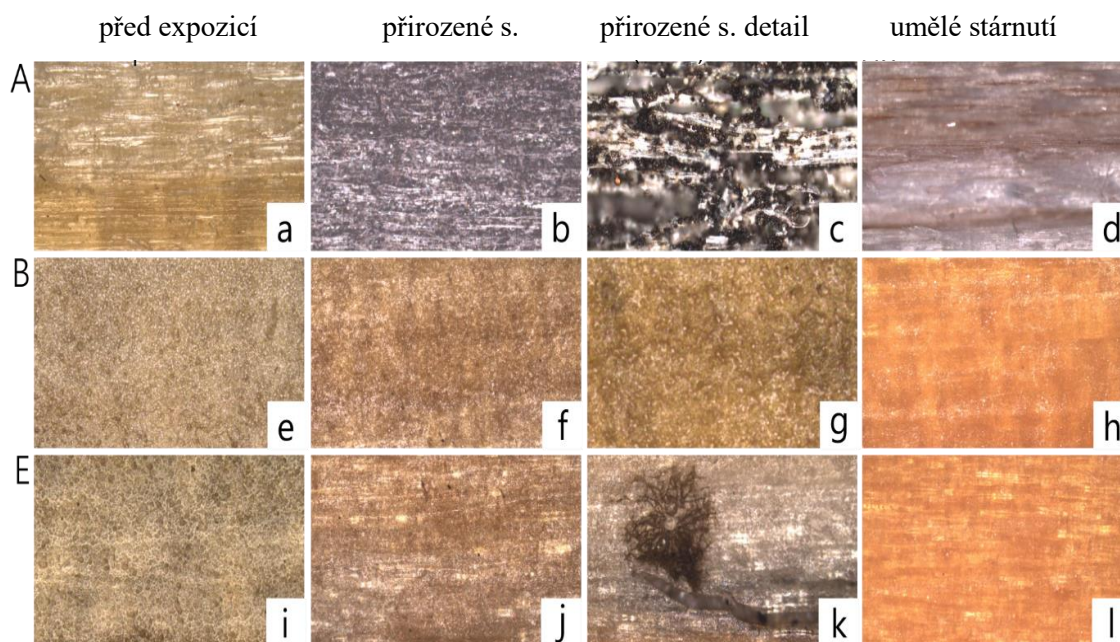 před expozicí přirozené s. přirozené s. detail umělé stárnutí
A
a b c d
B
e f g h
E
i j k l